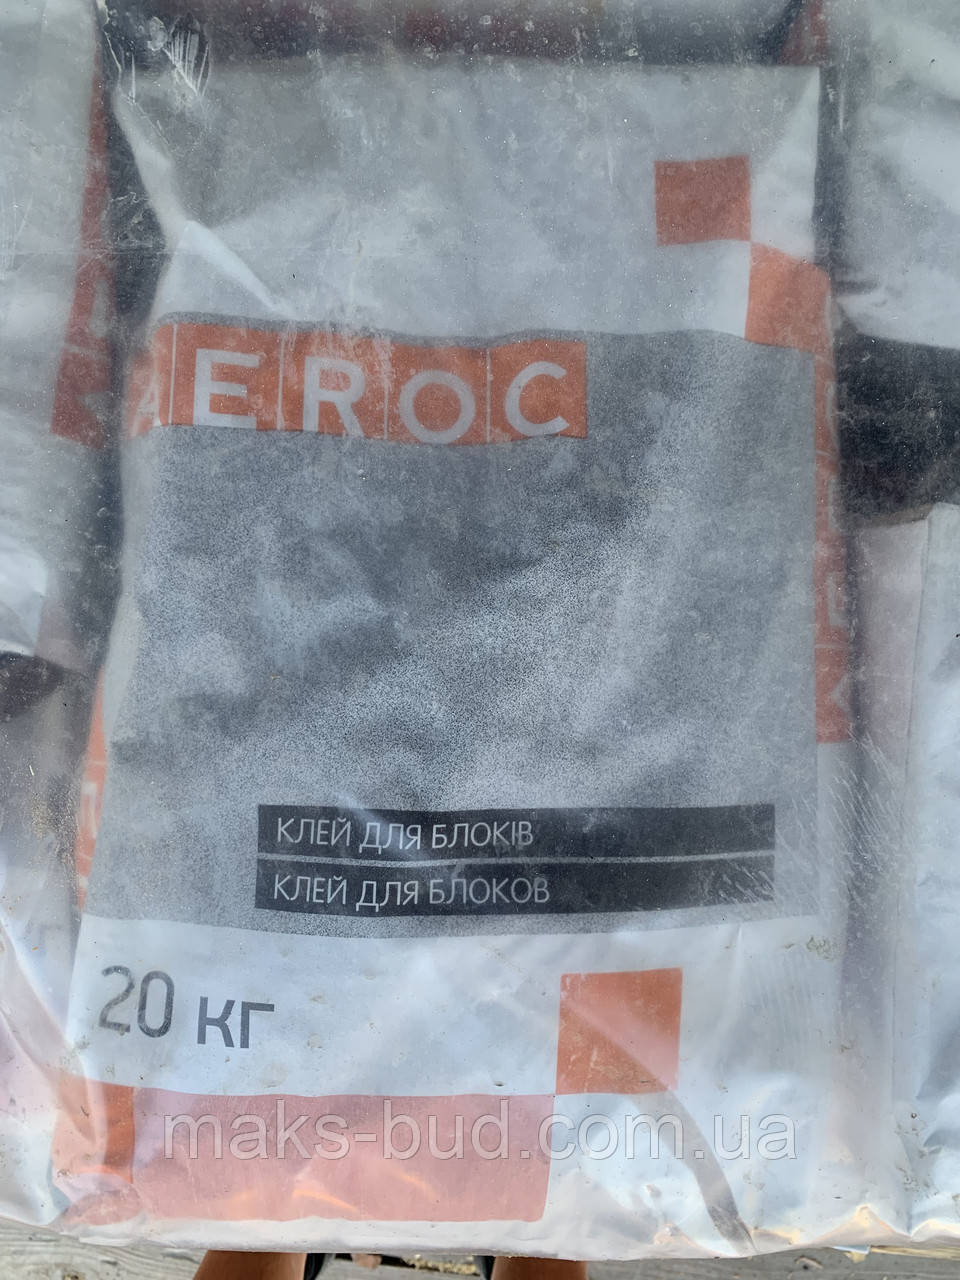 AEROC
КЛЕЙ ДЛЯ БЛОКІВ
КЛЕЙ ДЛЯ БЛОКОВ
20 кг
maks-bud.com.ua